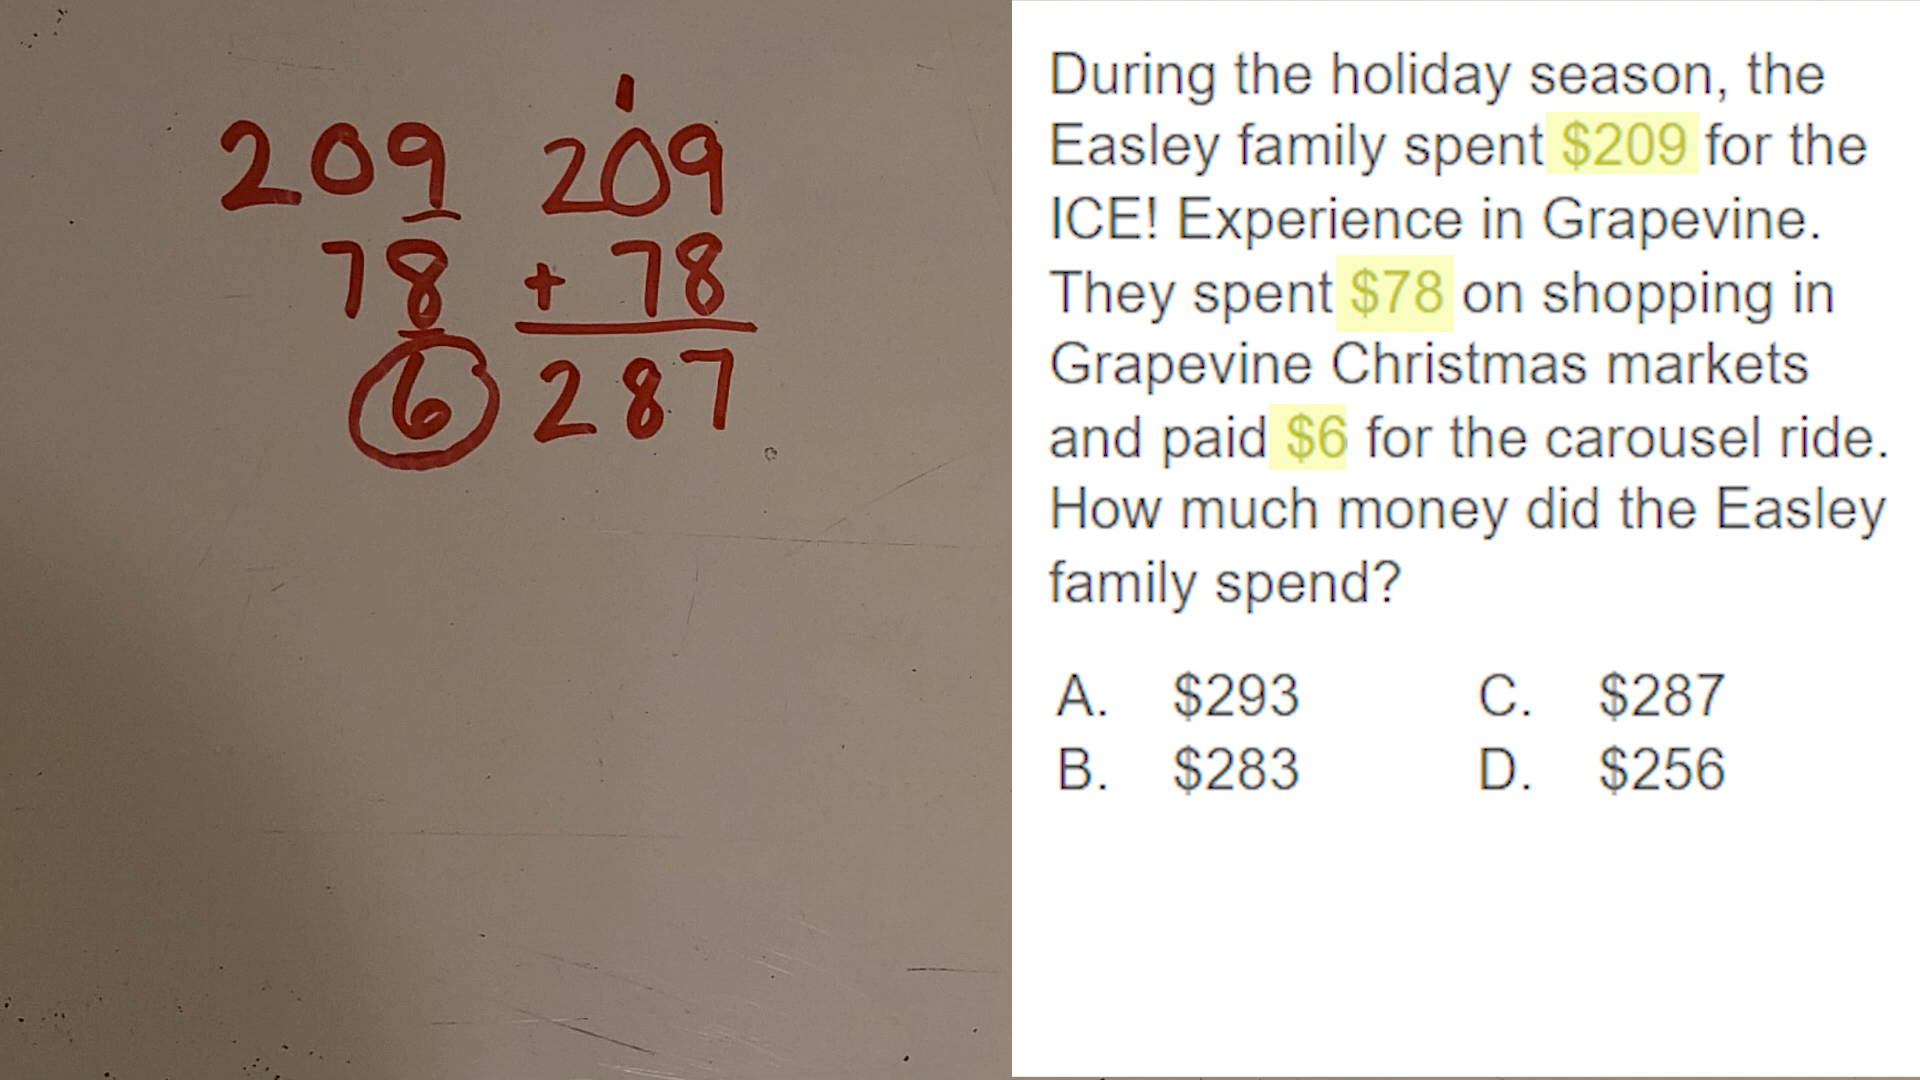 1
209 209
78 + 78
6 287
During the holiday season, the
Easley family spent $209 for the
ICE! Experience in Grapevine.
They spent $78 on shopping in
Grapevine Christmas markets
and paid $6 for the carousel ride.
How much money did the Easley
family spend?
A. $293 C. $287
B. $283 D. $256